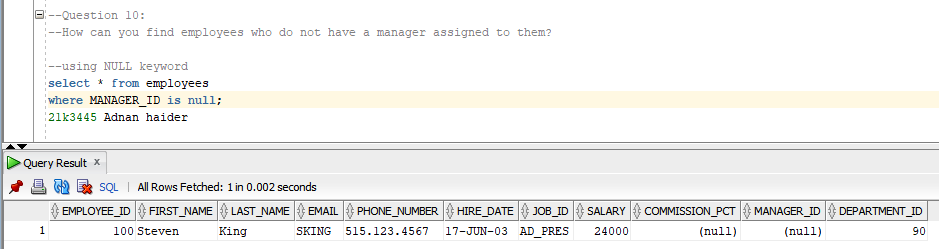 --Question 10:
--How can you find employees who do not have a manager assigned to them?
--using NULL keyword
select * from employees
where MANAGER_ID is null;
21k3445 Adnan haider
Query Result x
SQL | All Rows Fetched: 1 in 0.002 seconds
EMPLOYEE_ID FIRST_NAME LAST_NAME EMAIL PHONE_NUMBER HIRE_DATE JOB_ID SALARY COMMISSION_PCT MANAGER_ID DEPARTMENT_ID
1 100 Steven King SKING 515.123.4567 17-JUN-03 AD_PRES 24000 (null) (null) 90